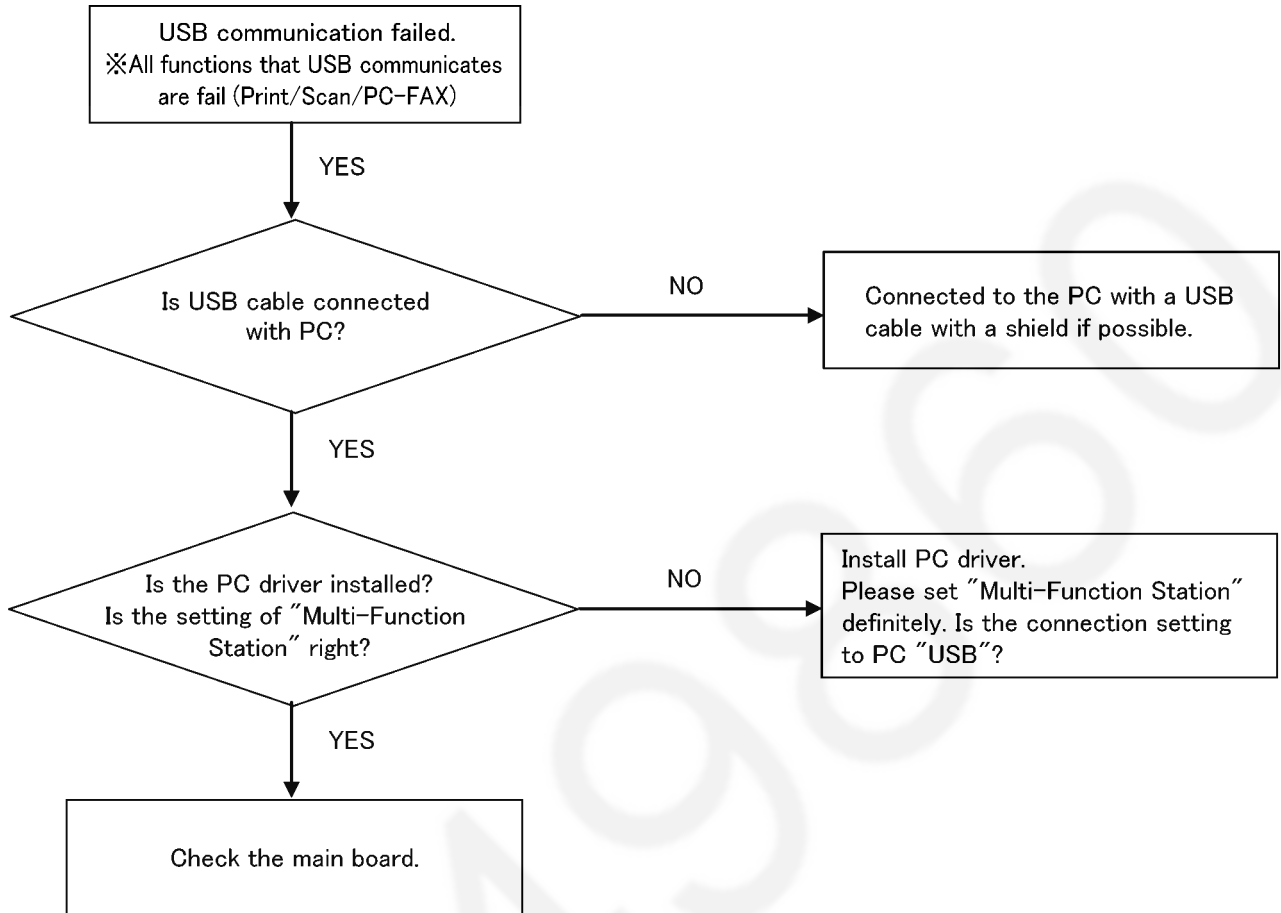 USB communication failed.
※All functions that USB communicates
are fail (Print/Scan/PC-FAX)
YES
Is USB cable connected
with PC?
NO
Connected to the PC with a USB
cable with a shield if possible.
YES
Is the PC driver installed?
Is the setting of "Multi-Function
Station" right?
NO
Install PC driver.
Please set "Multi-Function Station"
definitely. Is the connection setting
to PC "USB"?
YES
Check the main board.
49860